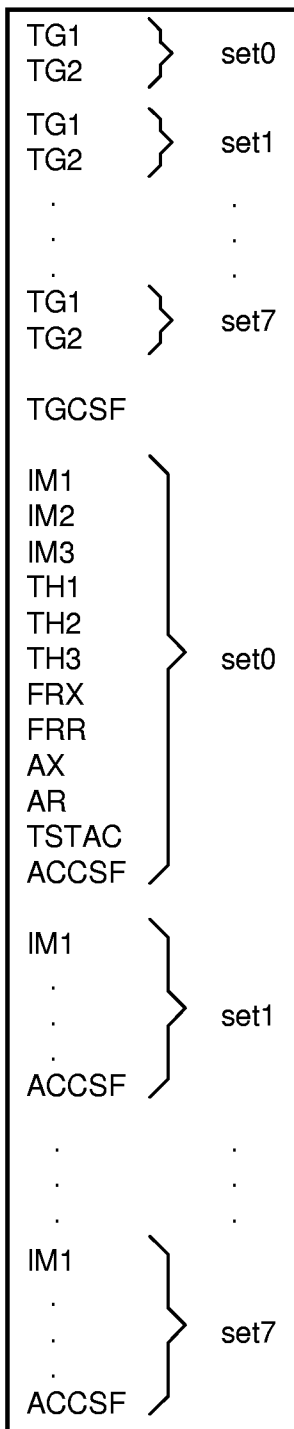 TG1
TG2 set0
TG1
TG2 set1
. .
. .
. .
TG1
TG2 set7
TGCSF
IM1
IM2
IM3
TH1
TH2
TH3 set0
FRX
FRR
AX
AR
TSTAC
ACCSF
IM1
.
. set1
.
ACCSF
. .
. .
. .
IM1
.
. set7
.
ACCSF